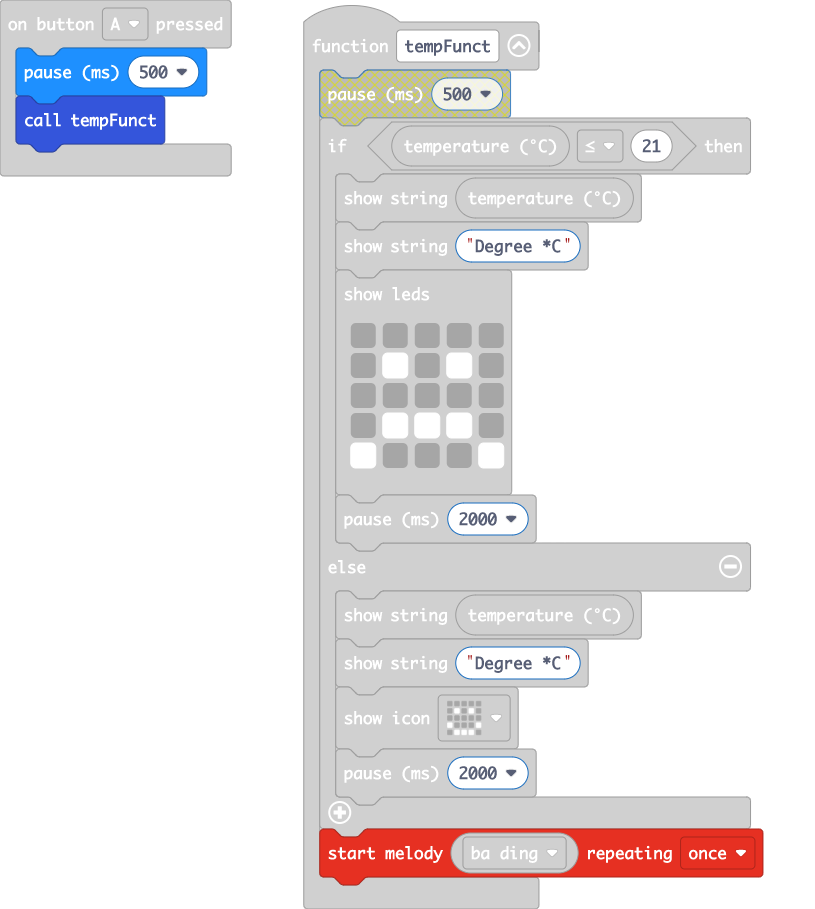 on button A pressed
pause (ms) 500
call tempFunct
function tempFunct
pause (ms) 500
if temperature (°C) ≤ 21 then
show string temperature (°C)
show string "Degree *C"
show leds
pause (ms) 2000
else
show string temperature (°C)
show string "Degree *C"
show icon
pause (ms) 2000
start melody ba ding repeating once